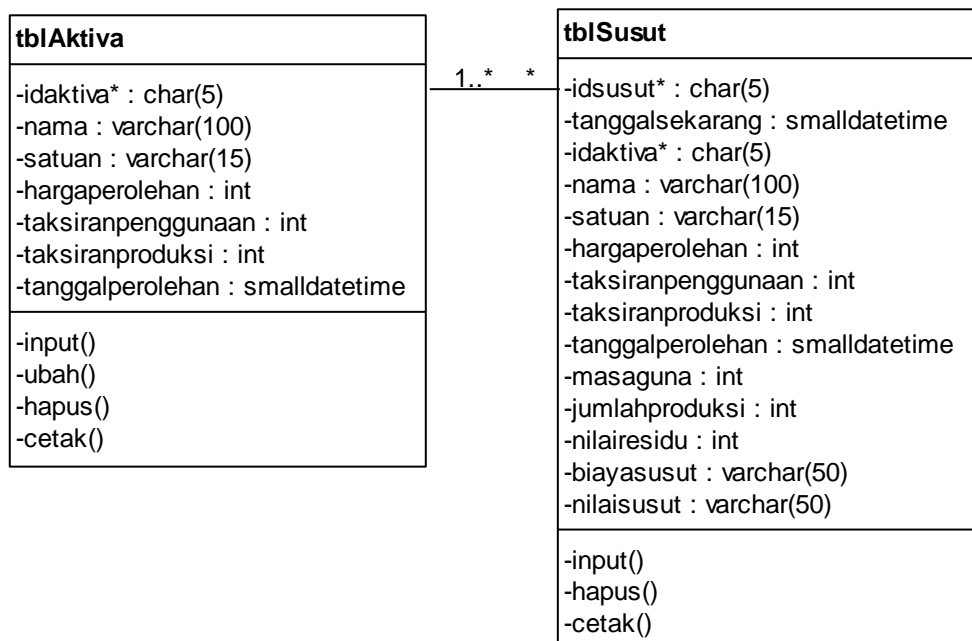 tblAktiva
-idaktiva* : char(5)
-nama : varchar(100)
-satuan : varchar(15)
-hargaperolehan : int
-taksiranpenggunaan : int
-taksiranproduksi : int
-tanggalperolehan : smalldatetime
-input()
-ubah()
-hapus()
-cetak()
1..* *
tblSusut
-idsusut* : char(5)
-tanggalsekarang : smalldatetime
-idaktiva* : char(5)
-nama : varchar(100)
-satuan : varchar(15)
-hargaperolehan : int
-taksiranpenggunaan : int
-taksiranproduksi : int
-tanggalperolehan : smalldatetime
-masaguna : int
-jumlahproduksi : int
-nilairesidu : int
-biayasusut : varchar(50)
-nilaisusut : varchar(50)
-input()
-hapus()
-cetak()